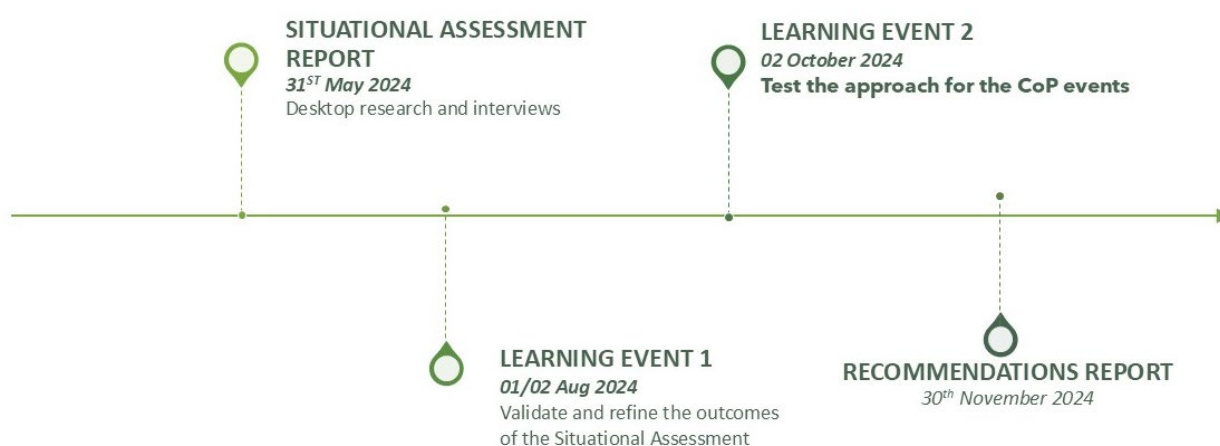 SITUATIONAL ASSESSMENT
REPORT
31ST May 2024
Desktop research and interviews
LEARNING EVENT 1
01/02 Aug 2024
Validate and refine the outcomes
of the Situational Assessment
LEARNING EVENT 2
02 October 2024
Test the approach for the CoP events
RECOMMENDATIONS REPORT
30th November 2024